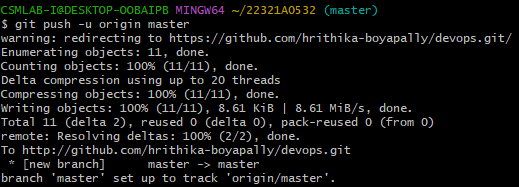 CSMLAB-I@DESKTOP-OOBAIPB MINGW64 ~/22321A0532 (master)
$ git push -u origin master
warning: redirecting to https://github.com/hrithika-boyapally/devops.git/
Enumerating objects: 11, done.
Counting objects: 100% (11/11), done.
Delta compression using up to 20 threads
Compressing objects: 100% (11/11), done.
Writing objects: 100% (11/11), 8.61 KiB | 8.61 MiB/s, done.
Total 11 (delta 2), reused 0 (delta 0), pack-reused 0 (from 0)
remote: Resolving deltas: 100% (2/2), done.
To http://github.com/hrithika-boyapally/devops.git
 * [new branch]      master -> master
branch 'master' set up to track 'origin/master'.